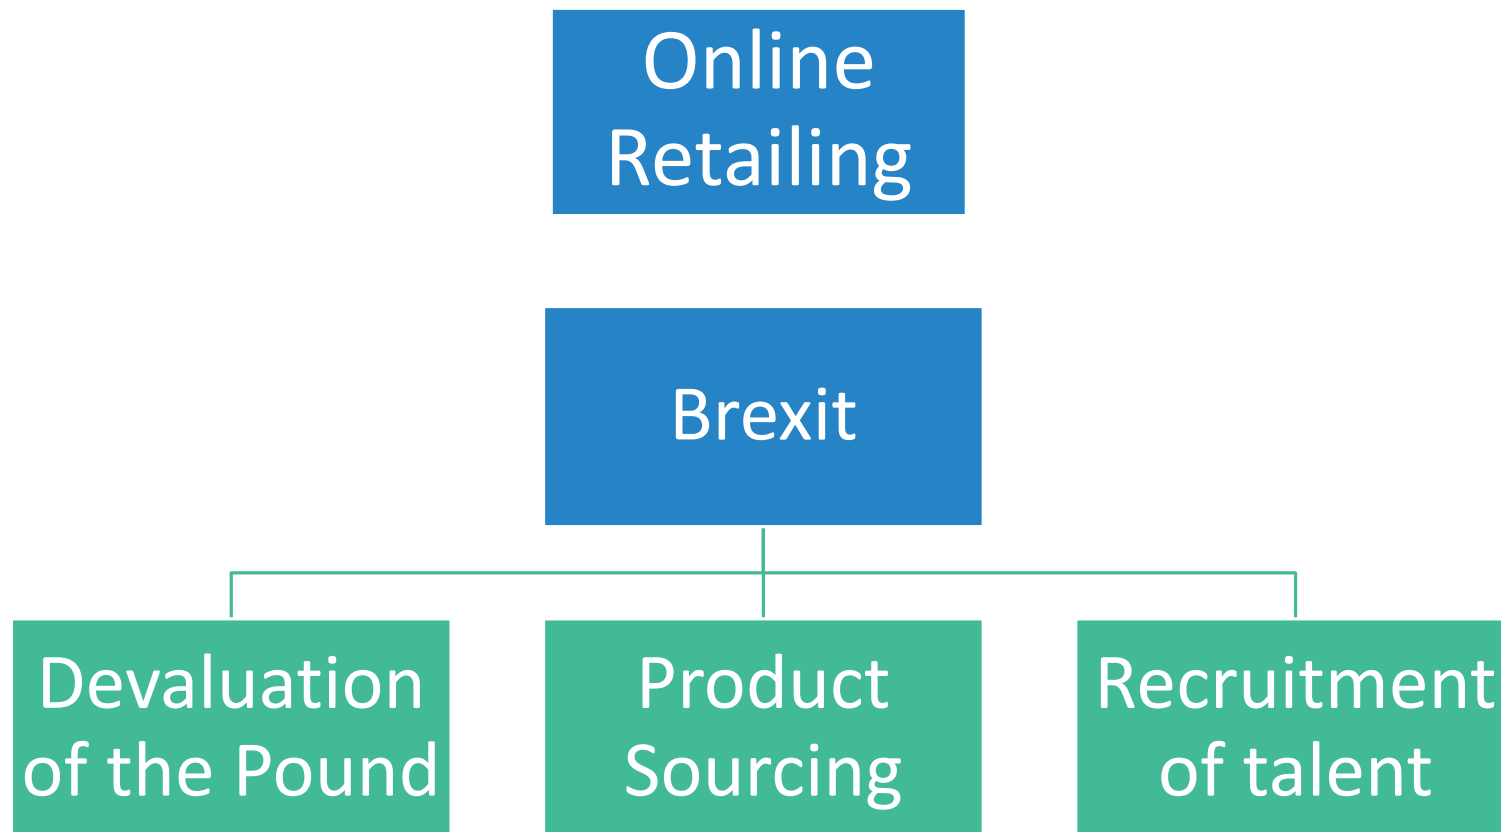 Online
Retailing
Brexit
Devaluation
of the Pound
Product
Sourcing
Recruitment
of talent